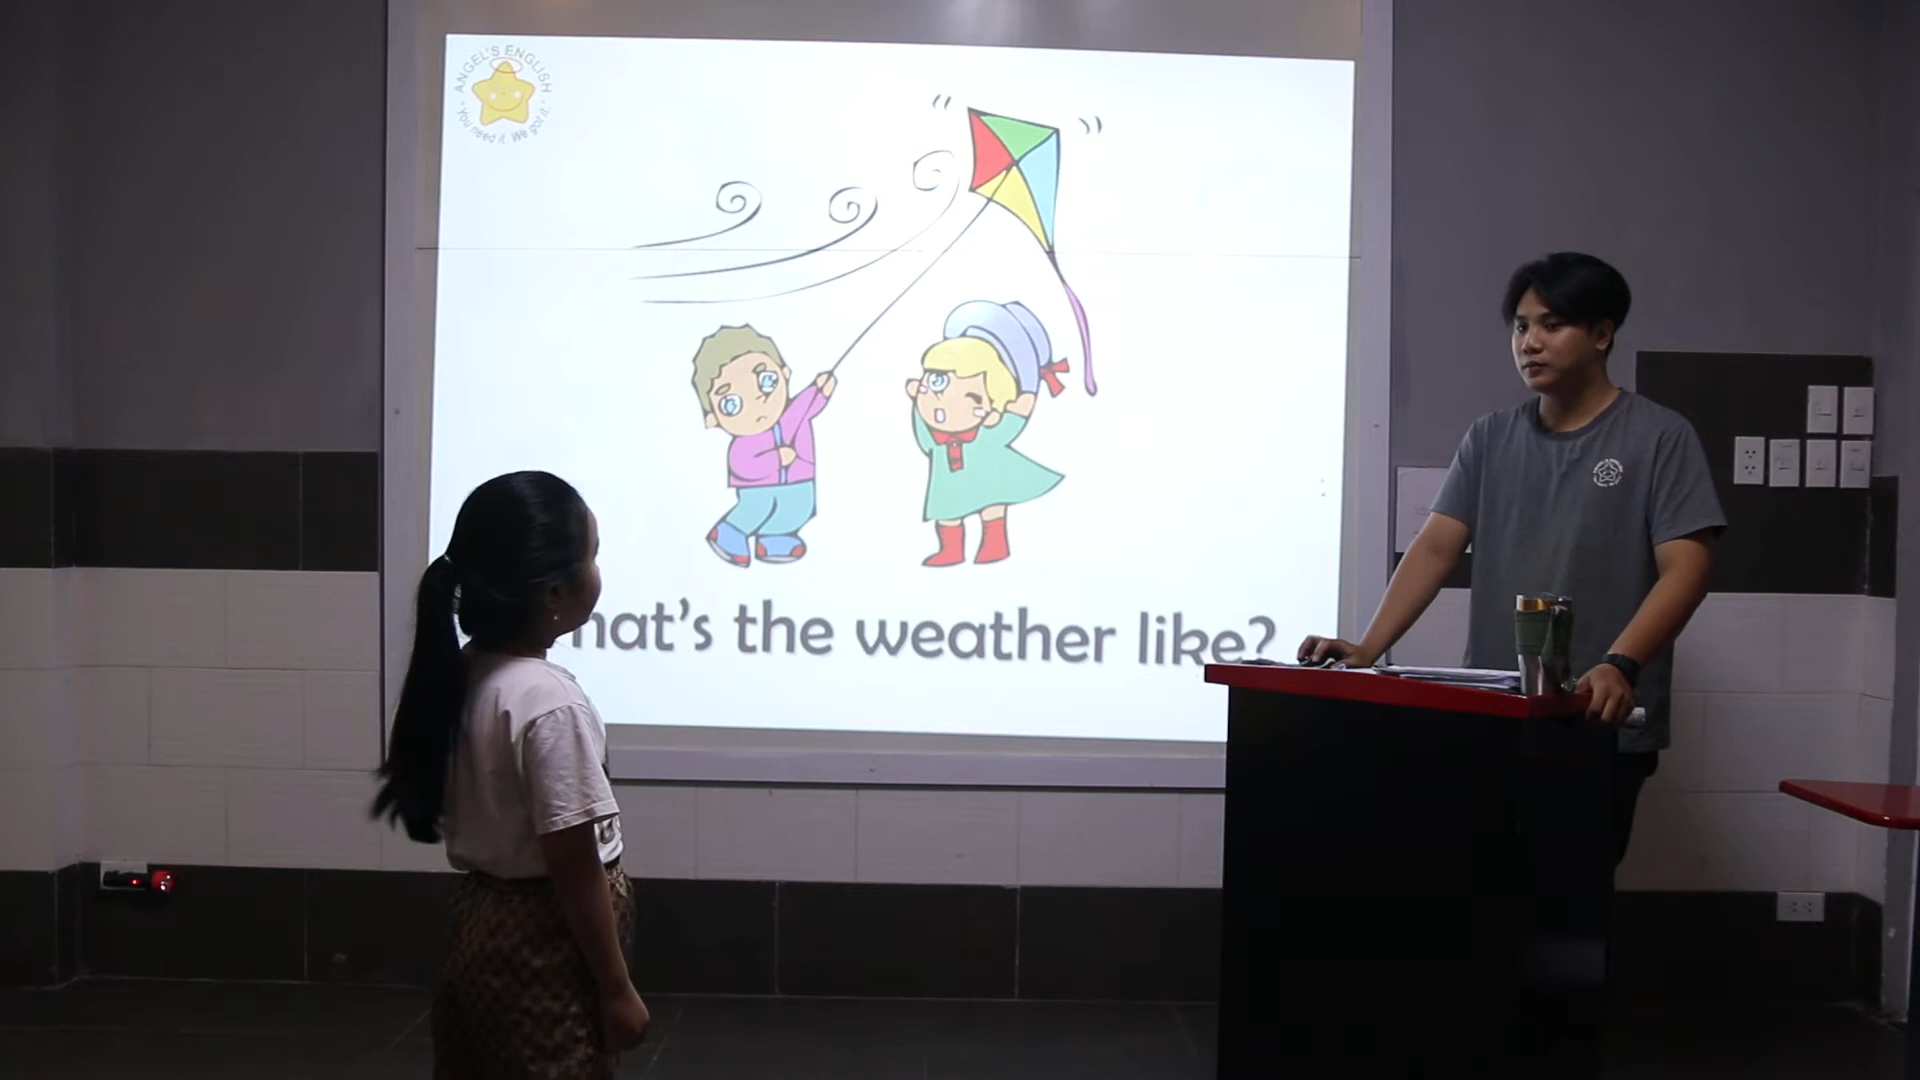 ANGEL'S ENGLISH
"You need it. We got it."
hat's the weather like?